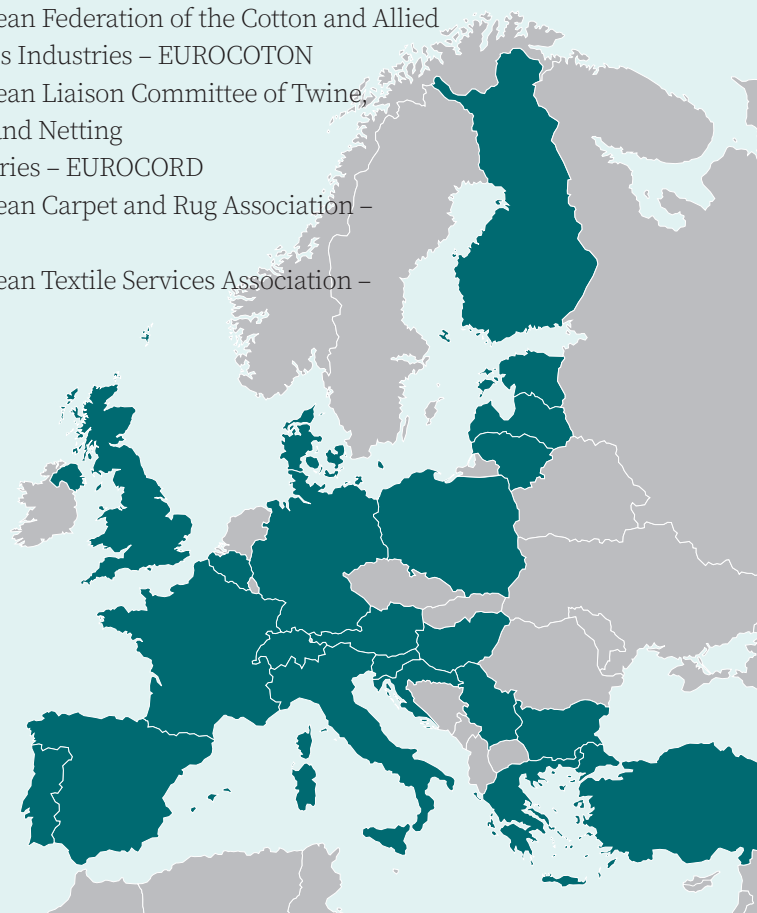 ean Federation of the Cotton and Allied
s Industries – EUROCOTON
ean Liaison Committee of Twine,
and Netting
ries – EUROCORD
ean Carpet and Rug Association –
ean Textile Services Association –